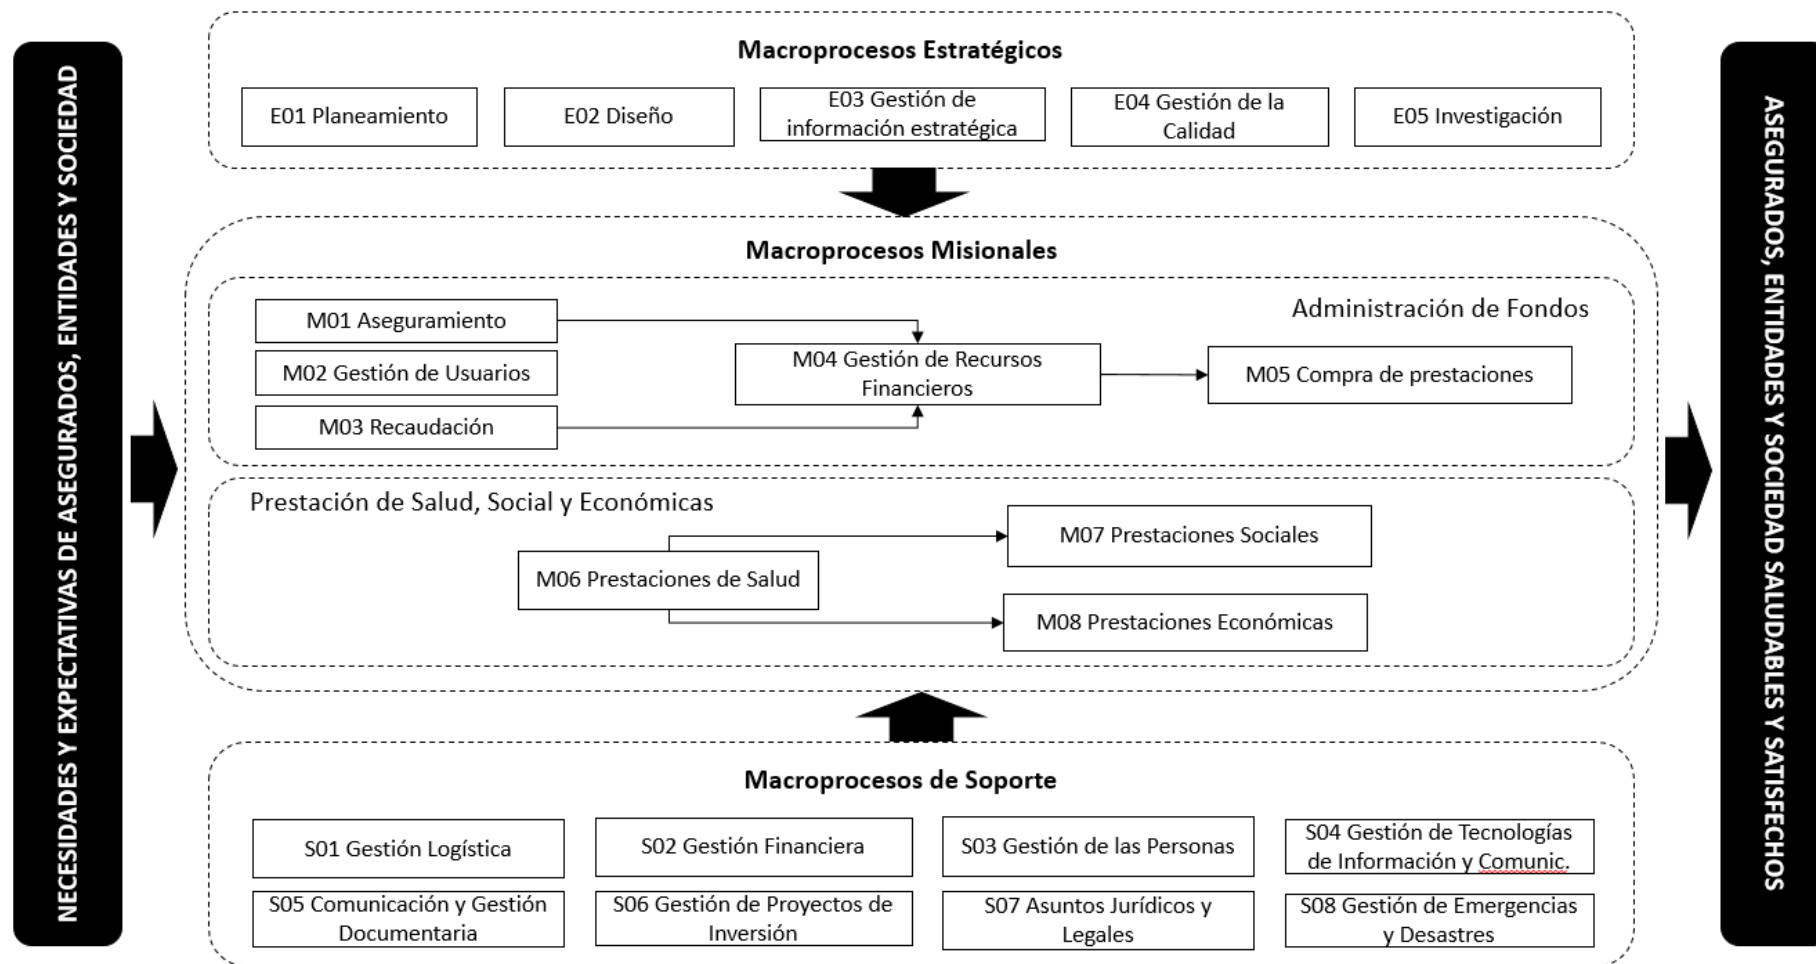 NECESIDADES Y EXPECTATIVAS DE ASEGURADOS, ENTIDADES Y SOCIEDAD
Macroprocesos Estratégicos
E01 Planeamiento
E02 Diseño
E03 Gestión de
información estratégica
E04 Gestión de la
Calidad
E05 Investigación
Macroprocesos Misionales
Administración de Fondos
M01 Aseguramiento
M02 Gestión de Usuarios
M03 Recaudación
M04 Gestión de Recursos
Financieros
M05 Compra de prestaciones
Prestación de Salud, Social y Económicas
M06 Prestaciones de Salud
M07 Prestaciones Sociales
M08 Prestaciones Económicas
Macroprocesos de Soporte
S01 Gestión Logística
S02 Gestión Financiera
S03 Gestión de las Personas
S04 Gestión de Tecnologías
de Información y Comunic.
S05 Comunicación y Gestión
Documentaria
S06 Gestión de Proyectos de
Inversión
S07 Asuntos Jurídicos y
Legales
S08 Gestión de Emergencias
y Desastres
ASEGURADOS, ENTIDADES Y SOCIEDAD SALUDABLES Y SATISFECHOS